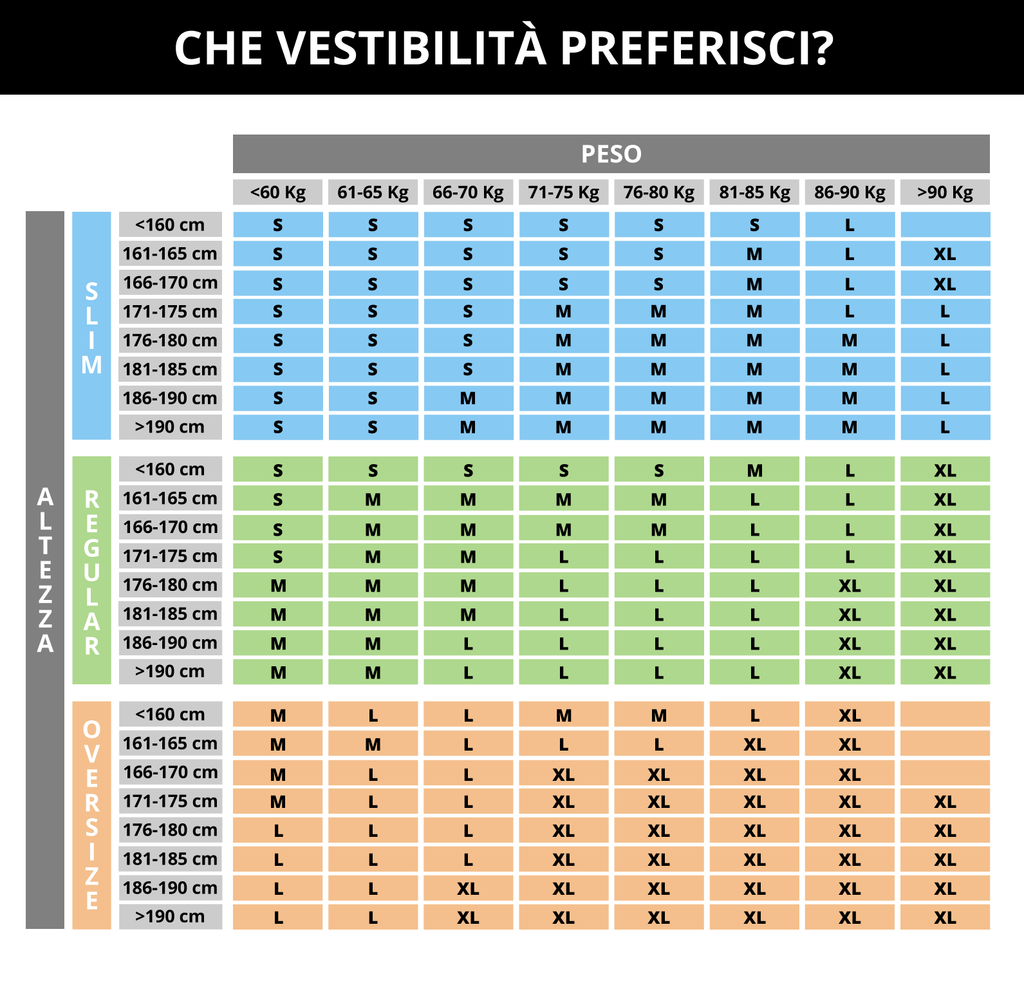 CHE VESTIBILITÀ PREFERISCI?
PESO
<60 Kg 61-65 Kg 66-70 Kg 71-75 Kg 76-80 Kg 81-85 Kg 86-90 Kg >90 Kg
ALTEZZA
SLIM
<160 cm S S S S S S L
161-165 cm S S S S S M L XL
166-170 cm S S S S S M L XL
171-175 cm S S S M M M L L
176-180 cm S S S M M M M L
181-185 cm S S S M M M M L
186-190 cm S S M M M M M L
>190 cm S S M M M M M L
REGULAR
<160 cm S S S S S M L XL
161-165 cm S M M M M L L XL
166-170 cm S M M M M L L XL
171-175 cm S M M L L L L XL
176-180 cm M M M L L L XL XL
181-185 cm M M M L L L XL XL
186-190 cm M M L L L L XL XL
>190 cm M M L L L L XL XL
OVERSIZE
<160 cm M L L M M L XL
161-165 cm M M L L L XL XL
166-170 cm M L L XL XL XL XL
171-175 cm M L L XL XL XL XL XL
176-180 cm L L L XL XL XL XL XL
181-185 cm L L L XL XL XL XL XL
186-190 cm L L XL XL XL XL XL XL
>190 cm L L XL XL XL XL XL XL